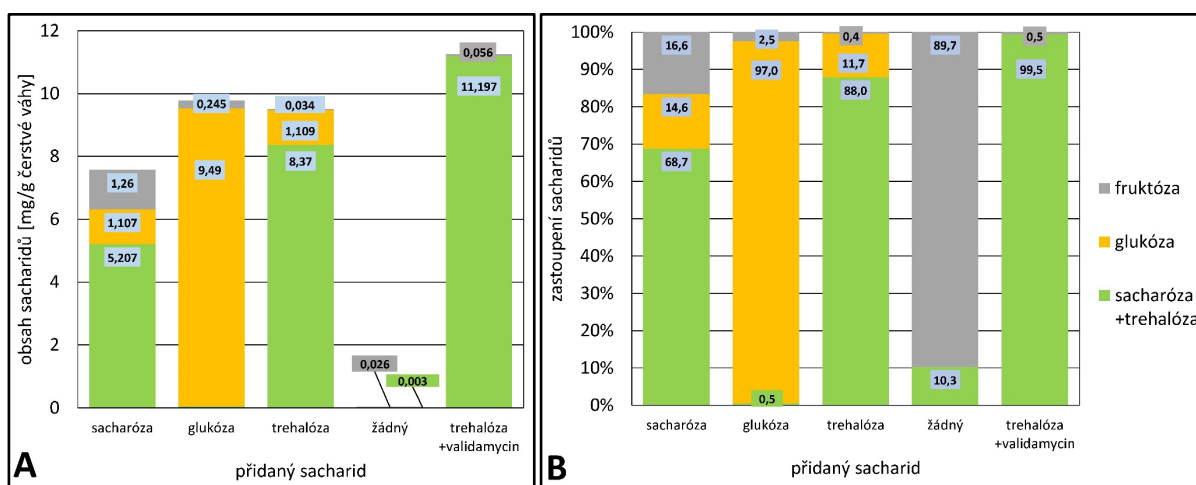 12
10
8
6
4
2
0
obsah sacharidů [mg/g čerstvé váhy]
1,26
1,107
5,207
0,245
9,49
0,034
1,109
8,37
0,026
0,003
0,056
11,197
sacharóza
glukóza
trehalóza
žádný
trehalóza
+validamycin
přidaný sacharid
A
100%
90%
80%
70%
60%
50%
40%
30%
20%
10%
0%
zastoupení sacharidů
16,6
14,6
68,7
2,5
97,0
0,5
0,4
11,7
88,0
89,7
10,3
0,5
99,5
sacharóza
glukóza
trehalóza
žádný
trehalóza
+validamycin
přidaný sacharid
B
fruktóza
glukóza
sacharóza
+trehalóza